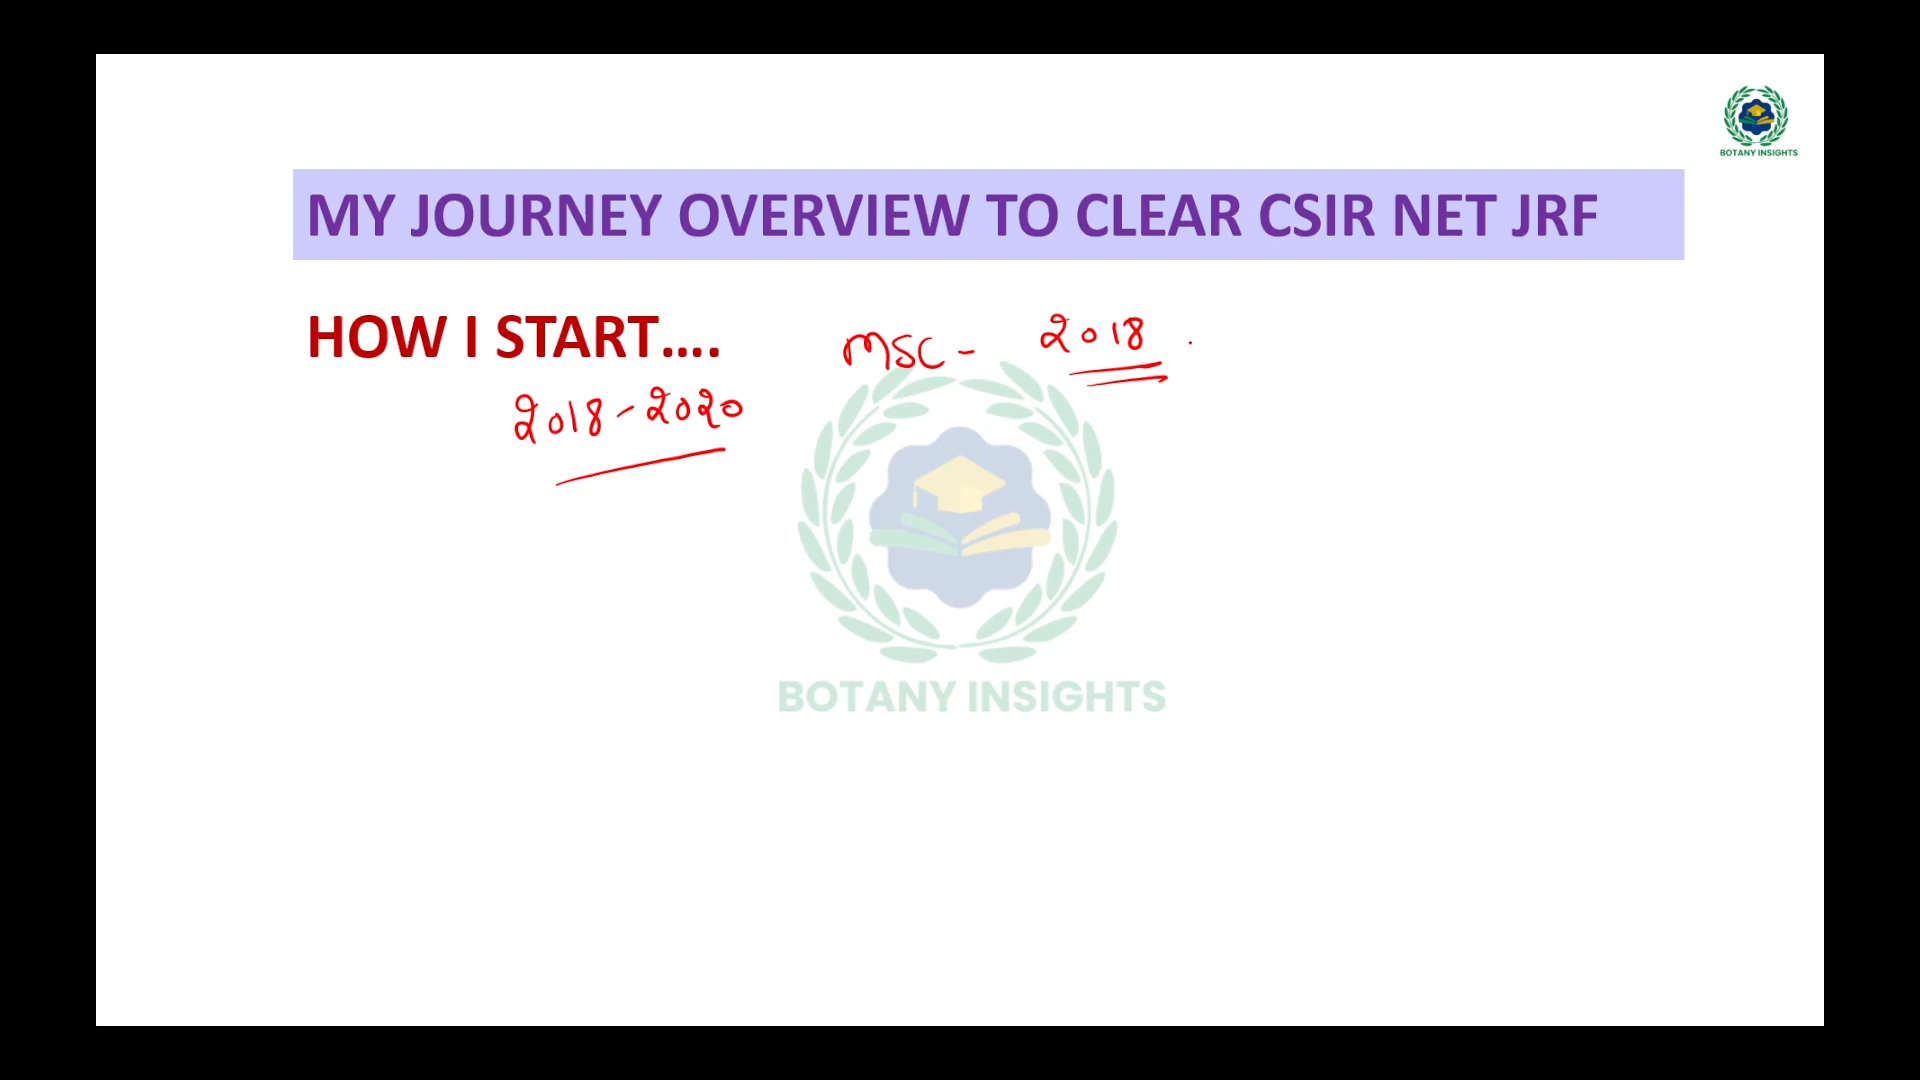 BOTANY INSIGHTS
MY JOURNEY OVERVIEW TO CLEAR CSIR NET JRF
HOW I START.... MSC - 2018
2018 - 2020
BOTANY INSIGHTS